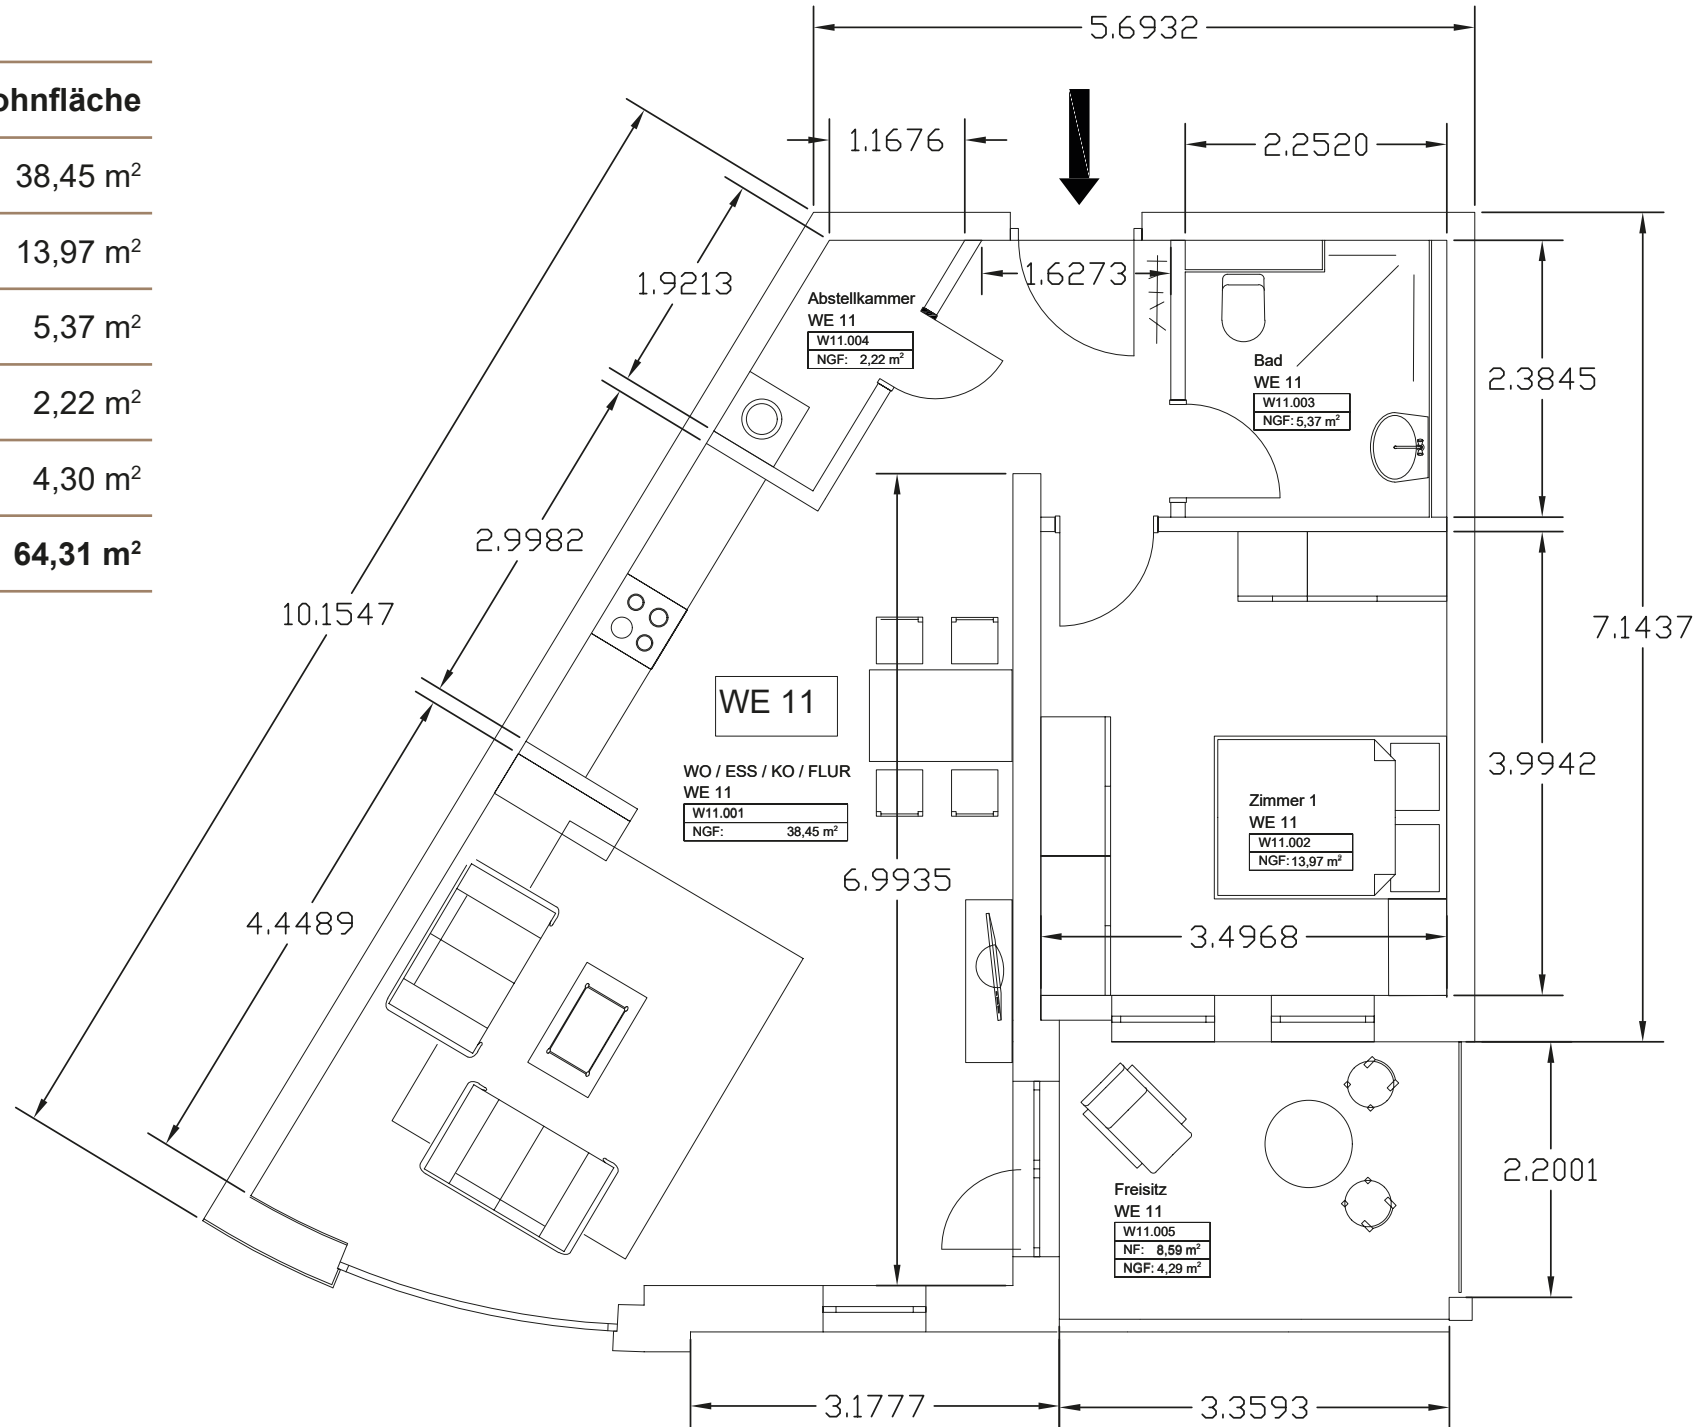 ohnfläche
38,45 m²
13,97 m²
5,37 m²
2,22 m²
4,30 m²
64,31 m²
5.6932
1.1676
2.2520
1.9213
1.6273
Abstellkammer
WE 11
W11.004
NGF: 2,22 m²
Bad
WE 11
W11.003
NGF: 5,37 m²
2.3845
2.9982
10.1547
7.1437
WE 11
WO / ESS / KO / FLUR
WE 11
W11.001
NGF: 38,45 m²
3.9942
Zimmer 1
WE 11
W11.002
NGF: 13,97 m²
6.9935
4.4489
3.4968
2.2001
Freisitz
WE 11
W11.005
NF: 8,59 m²
NGF: 4,29 m²
3.1777
3.3593